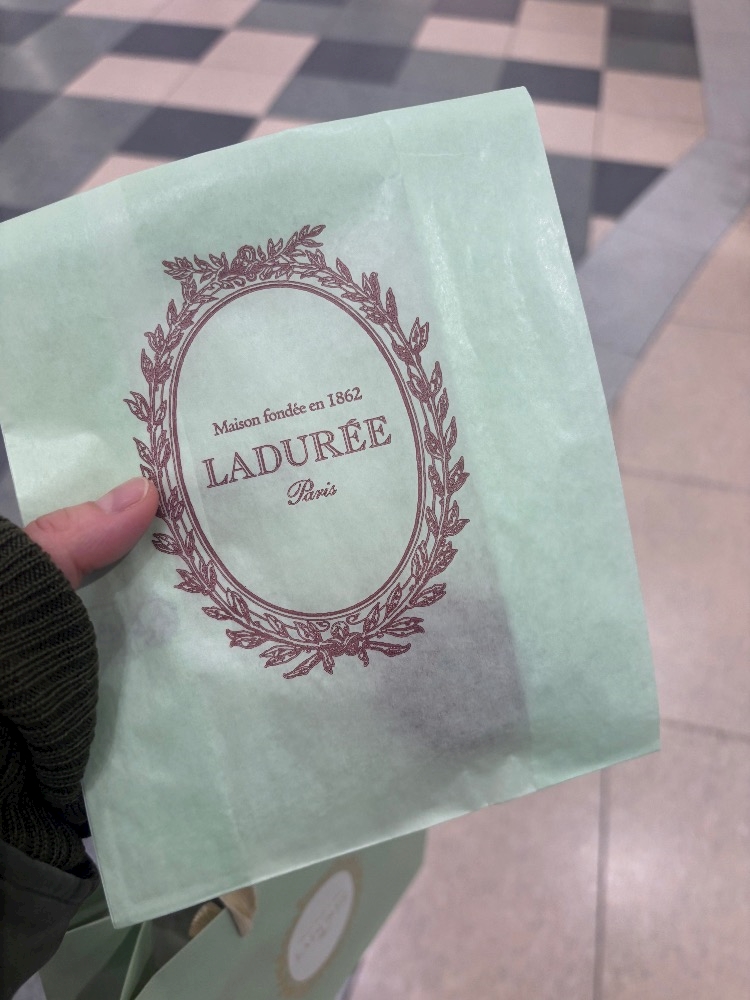 Maison fondée en 1862
LADURÉE
Paris